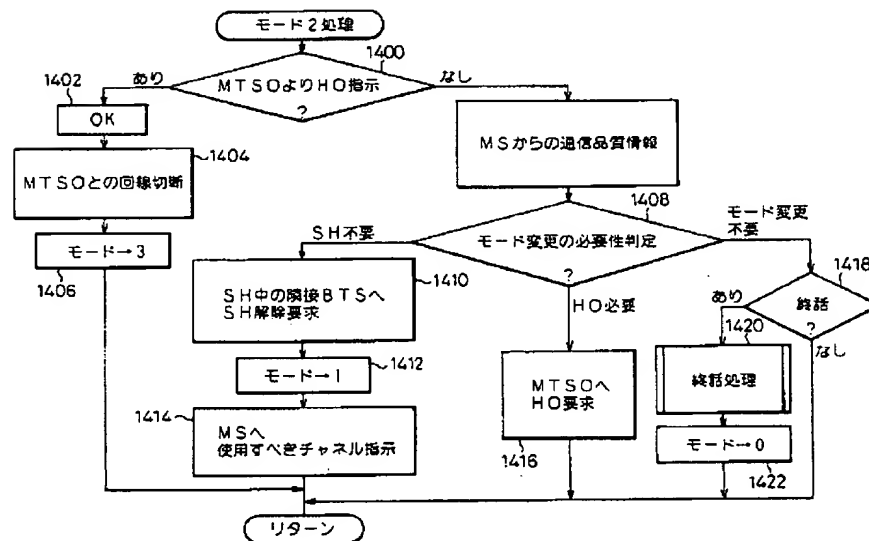 モード2処理
1400
MTSOよりHO指示
?
あり
なし
1402
OK
1404
MTSOとの回線切断
モード→3
1406
MSからの通信品質情報
1408
モード変更の必要性判定
?
SH不要
モード変更
不要
HO必要
1410
SH中の隣接BTSへ
SH解除要求
1412
モード→1
1414
MSへ
使用すべきチャネル指示
MTSOへ
HO要求
1416
1418
終話
?
あり
なし
1420
終話処理
モード→0
1422
リターン